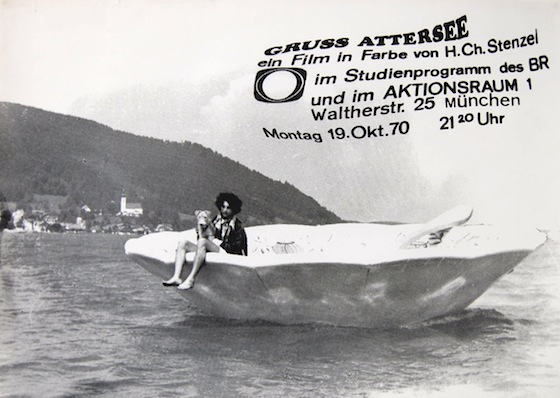 GRUSS ATTERSEE
ein Film in Farbe von H.Ch.Stenzel
im Studienprogramm des BR
und im AKTIONSRAUM 1
Waltherstr. 25 München
Montag 19.Okt.70 21 20 Uhr